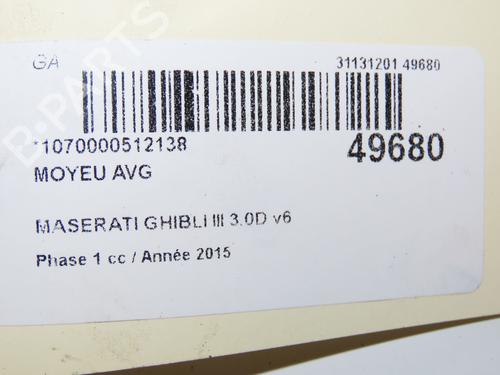 GA 31131201 49680
*1070000512138 49680
MOYEU AVG
MASERATI GHIBLI III 3.0D v6
Phase 1 cc / Année 2015
B-PARTS